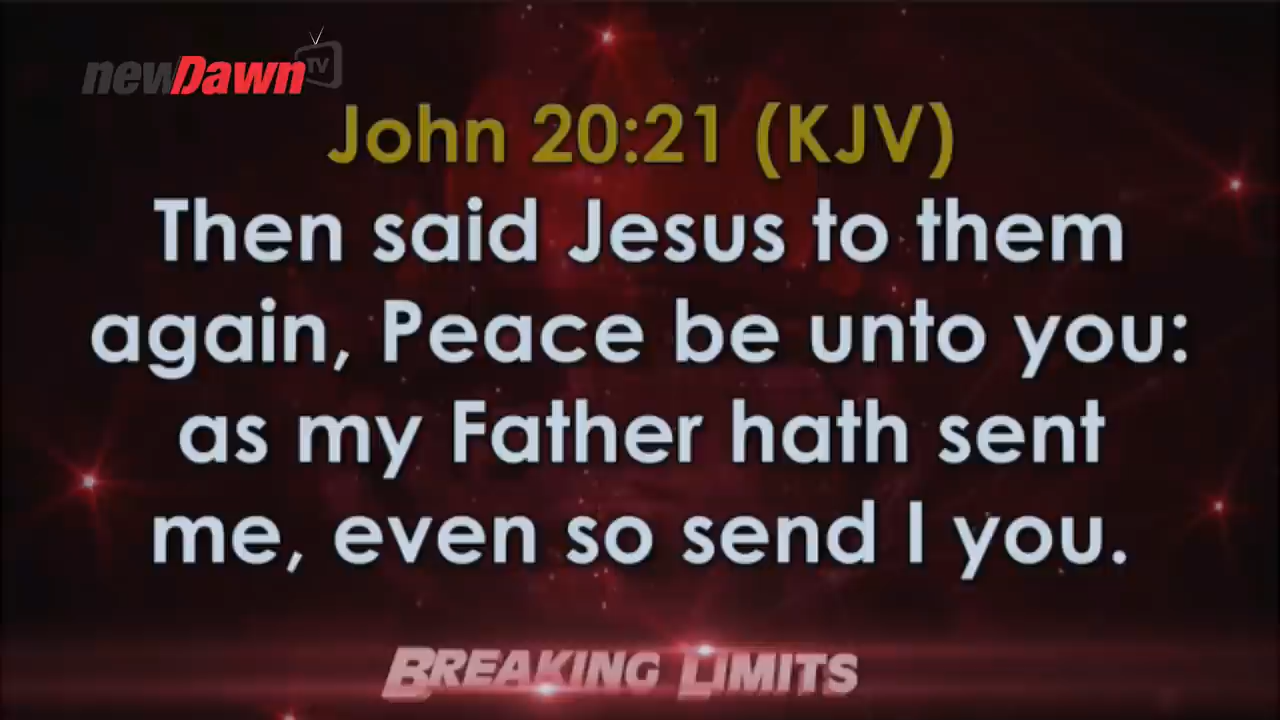 newDawn TV
John 20:21 (KJV)
Then said Jesus to them
again, Peace be unto you:
as my Father hath sent
me, even so send I you.
BREAKING LIMITS